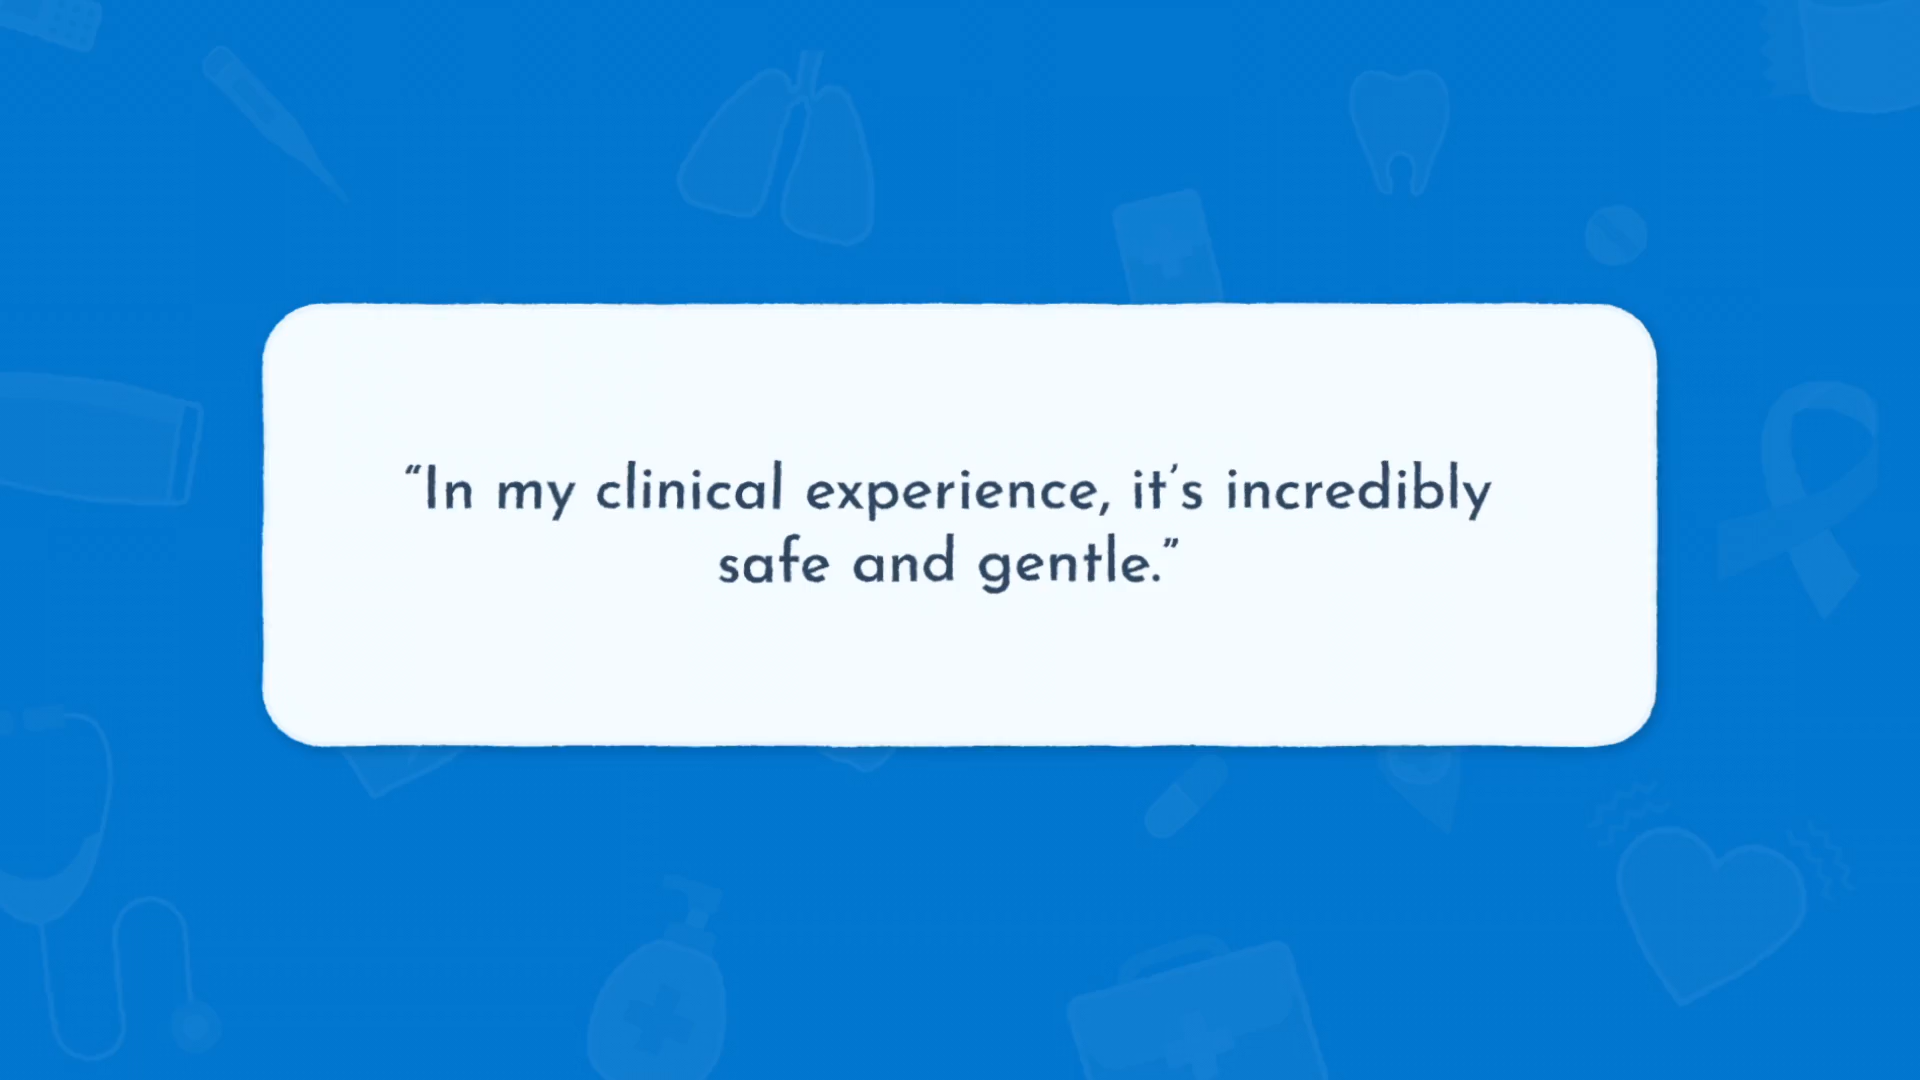 “In my clinical experience, it’s incredibly
safe and gentle.”